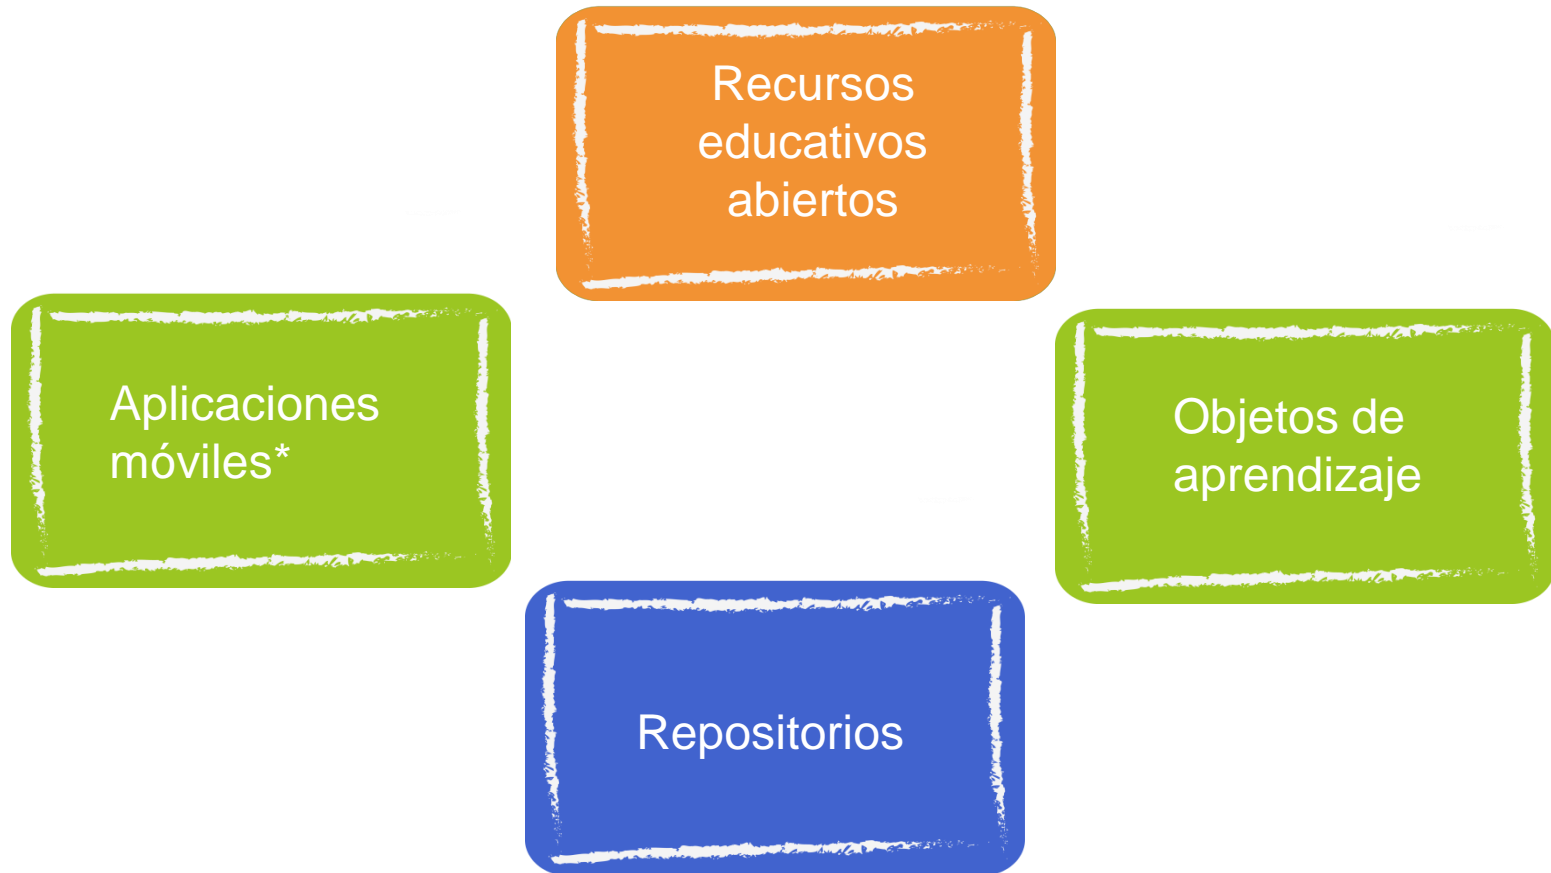 Recursos
educativos
abiertos
Aplicaciones
móviles*
Objetos de
aprendizaje
Repositorios